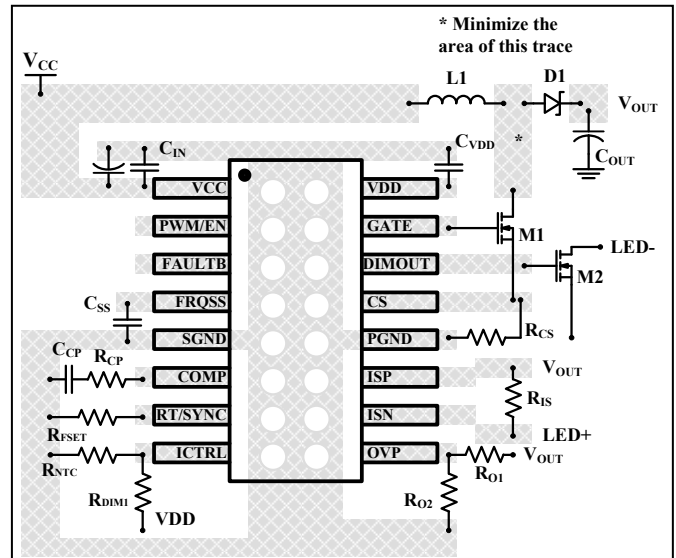 * Minimize the
area of this trace
VCC
L1
D1
VOUT
CIN
CVDD
*
COUT
VCC
VDD
PWM/EN
GATE
M1
FAULTB
DIMOUT
LED-
M2
CSS
FRQSS
CS
SGND
PGND
RCS
CCP
RCP
COMP
ISP
VOUT
RIS
RT/SYNC
ISN
RFSET
LED+
RNTC
ICTRL
OVP
RO1
VOUT
RDIM1
RO2
VDD